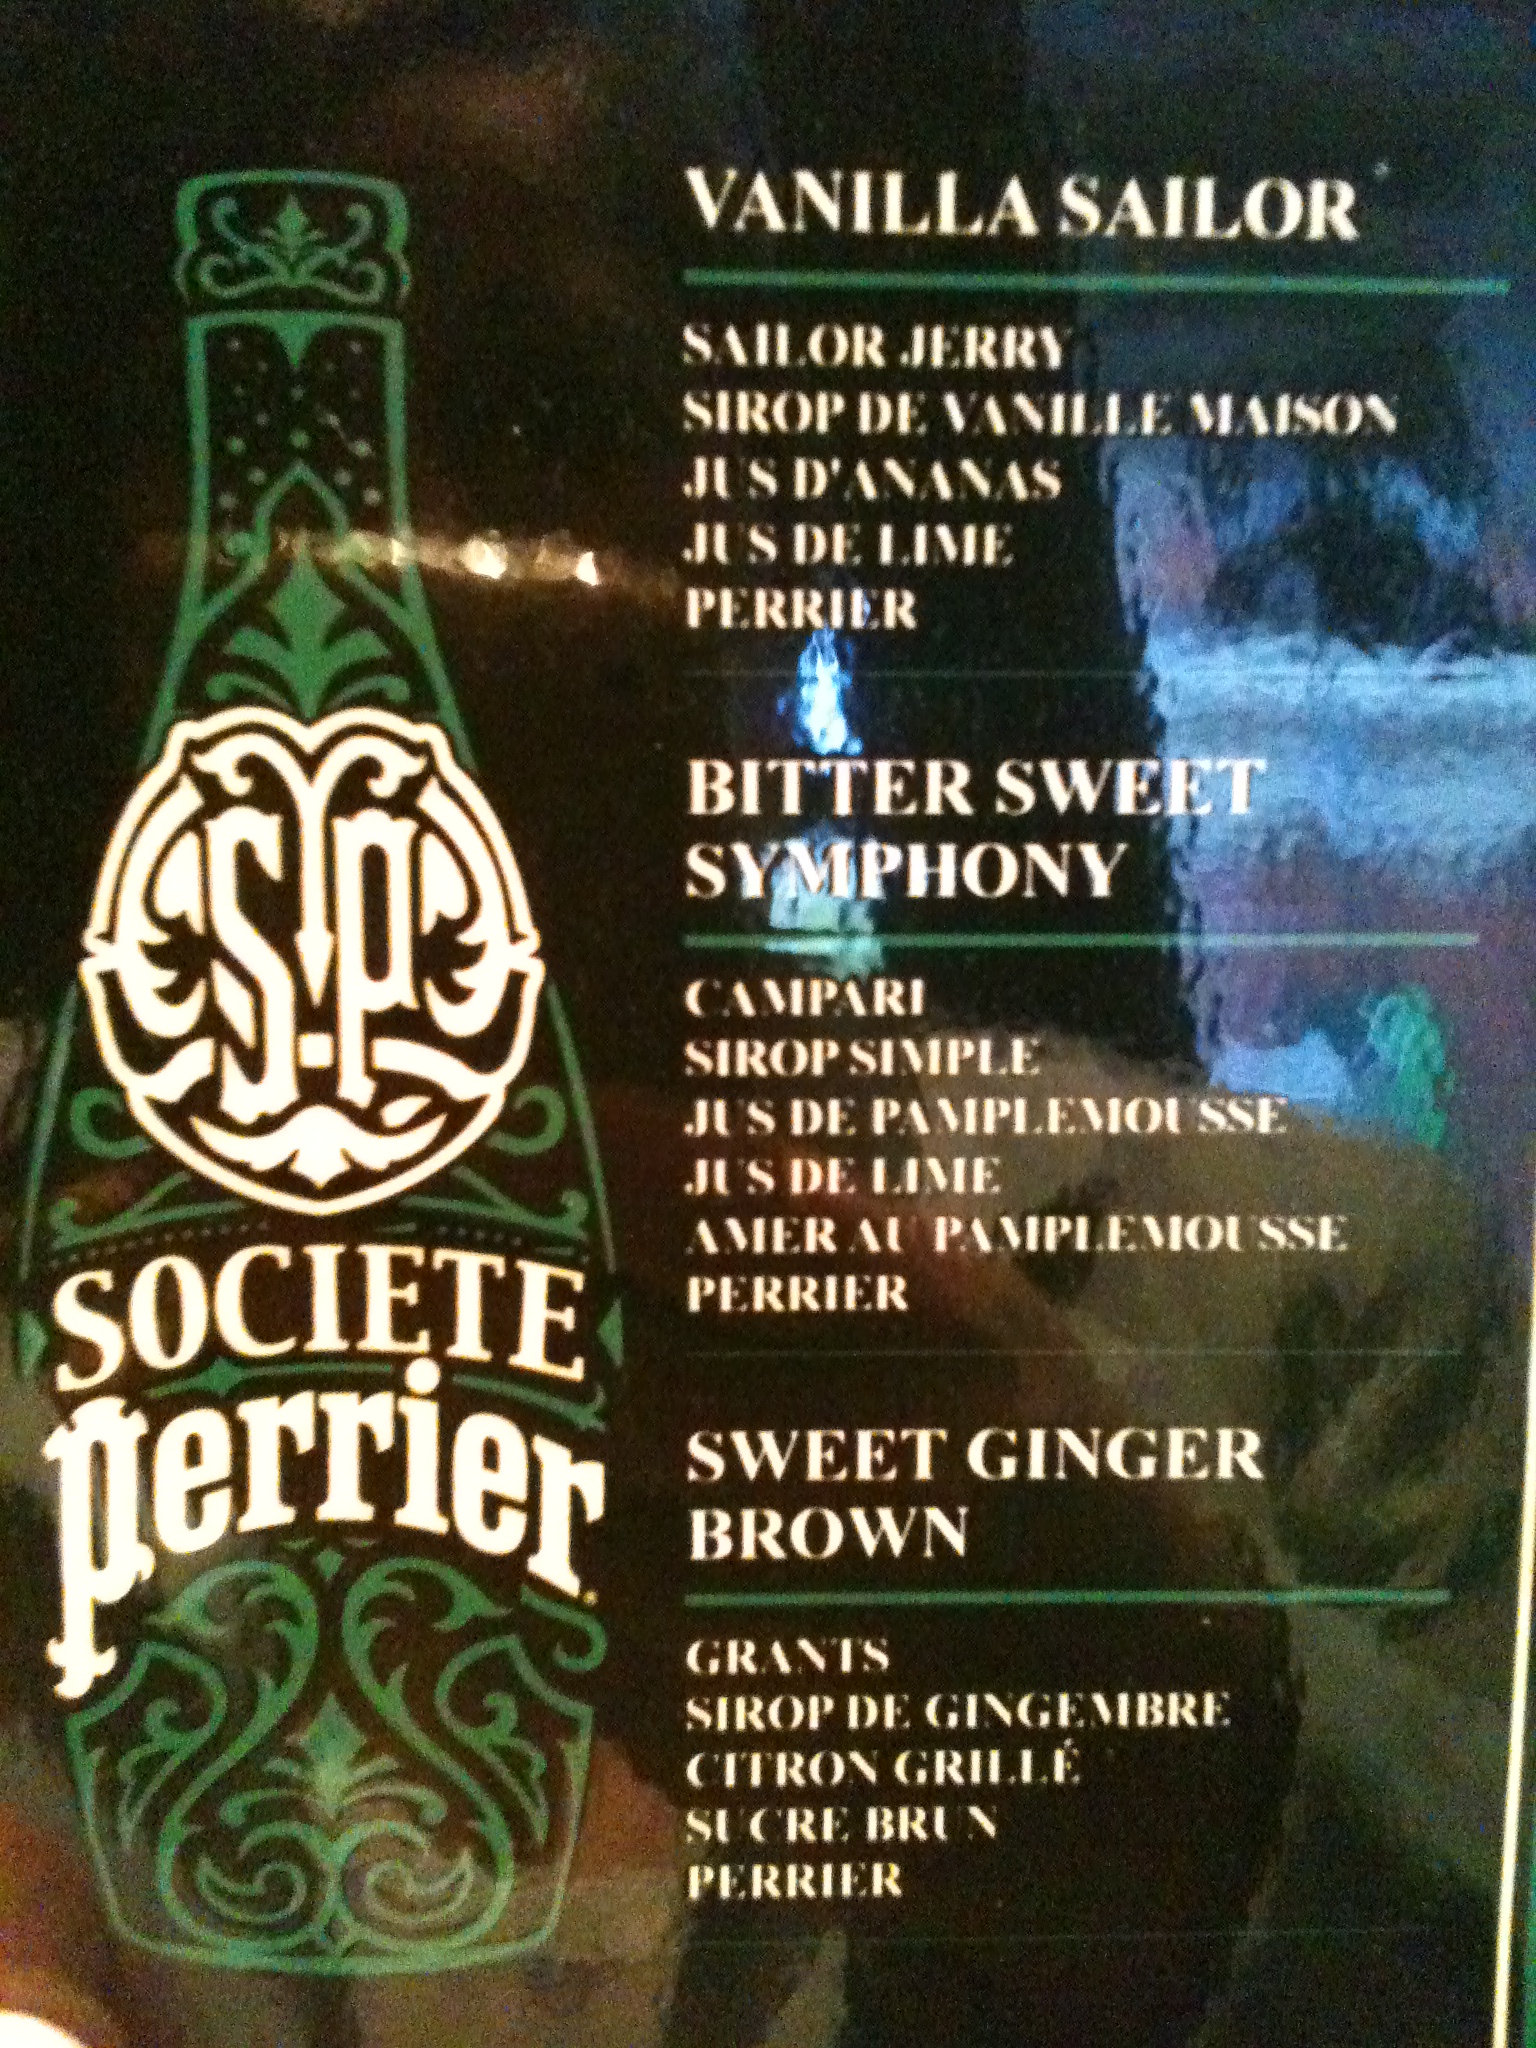 S.P
SOCIETE
perrier
VANILLA SAILOR
SAILOR JERRY
SIROP DE VANILLE MAISON
JUS D'ANANAS
JUS DE LIME
PERRIER
BITTER SWEET
SYMPHONY
CAMPARI
SIROP SIMPLE
JUS DE PAMPLEMOUSSE
JUS DE LIME
AMER AU PAMPLEMOUSSE
PERRIER
SWEET GINGER
BROWN
GRANTS
SIROP DE GINGEMBRE
CITRON GRILLÉ
SUCRE BRUN
PERRIER